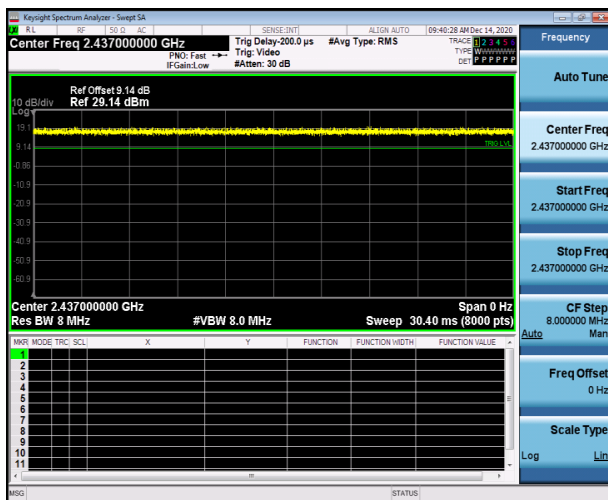 Keysight Spectrum Analyzer - Swept SA
RL RF 50 Ω AC SENSE:INT ALIGN AUTO 09:40:28 AM Dec 14, 2020
Center Freq 2.437000000 GHz Trig Delay-200.0 µs #Avg Type: RMS TRACE 1 2 3 4 5 6
PNO: Fast Trig: Video TYPE W
IFGain:Low #Atten: 30 dB DET P P P P P P
Ref Offset 9.14 dB
10 dB/div Ref 29.14 dBm
Log
19.1
TRIG LVL
9.14
-0.86
-10.9
-20.9
-30.9
-40.9
-50.9
-60.9
Center 2.437000000 GHz Span 0 Hz
Res BW 8 MHz #VBW 8.0 MHz Sweep 30.40 ms (8000 pts)
MKR MODE TRC SCL X Y FUNCTION FUNCTION WIDTH FUNCTION VALUE
1
2
3
4
5
6
7
8
9
10
11
MSG STATUS
Frequency
Auto Tune
Center Freq
2.437000000 GHz
Start Freq
2.437000000 GHz
Stop Freq
2.437000000 GHz
CF Step
8.000000 MHz
Auto Man
Freq Offset
0 Hz
Scale Type
Log Lin